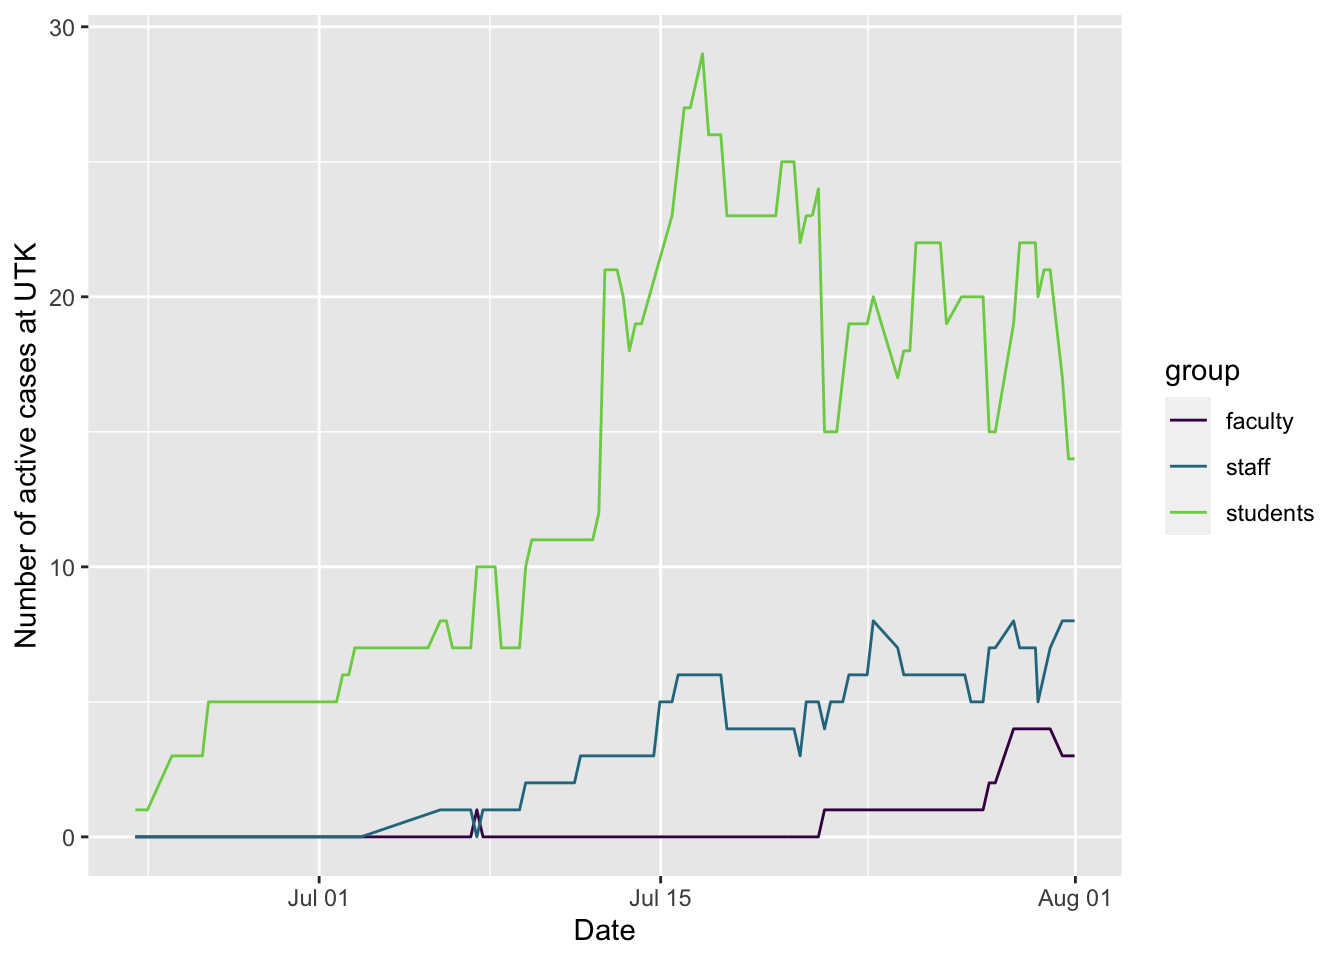 Number of active cases at UTK
30
20
10
0
Jul 01
Jul 15
Aug 01
Date
group
faculty
staff
students